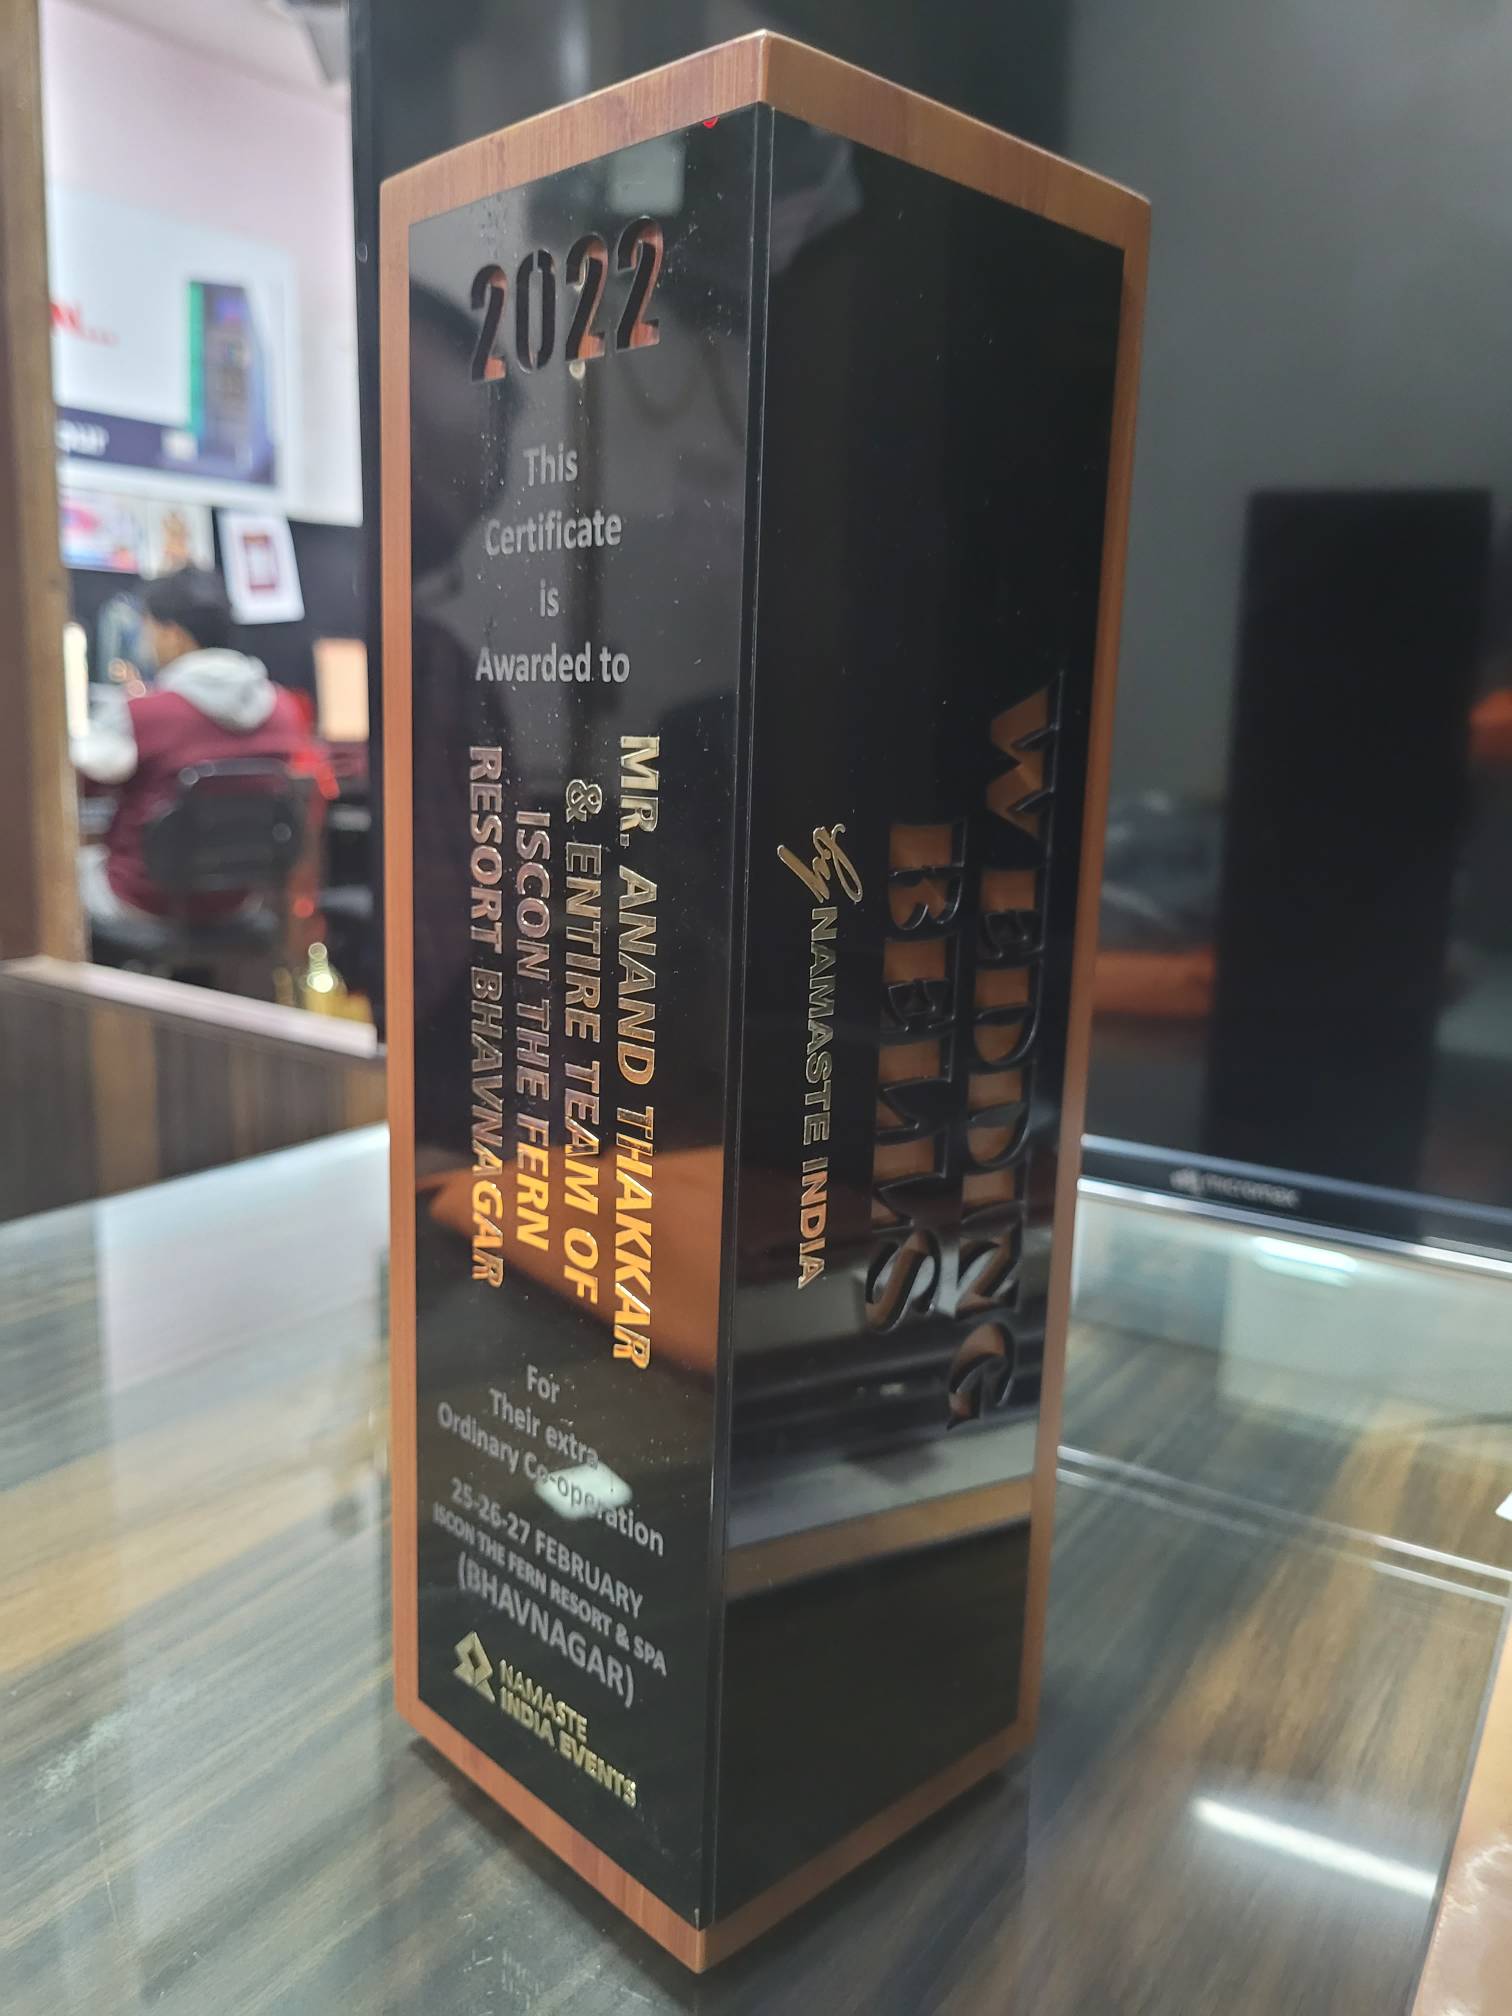 2022
This
Certificate
is
Awarded to
MR. ANAND THAKKAR
& ENTIRE TEAM OF
ISCON THE FERN
RESORT BHAVNAGAR
For
Their extra
Ordinary Co-operation
25-26-27 FEBRUARY
ISCON THE FERN RESORT & SPA
(BHAVNAGAR)
NAMASTE
INDIA EVENTS
WEDDING
BELLS
by NAMASTE INDIA
micromax